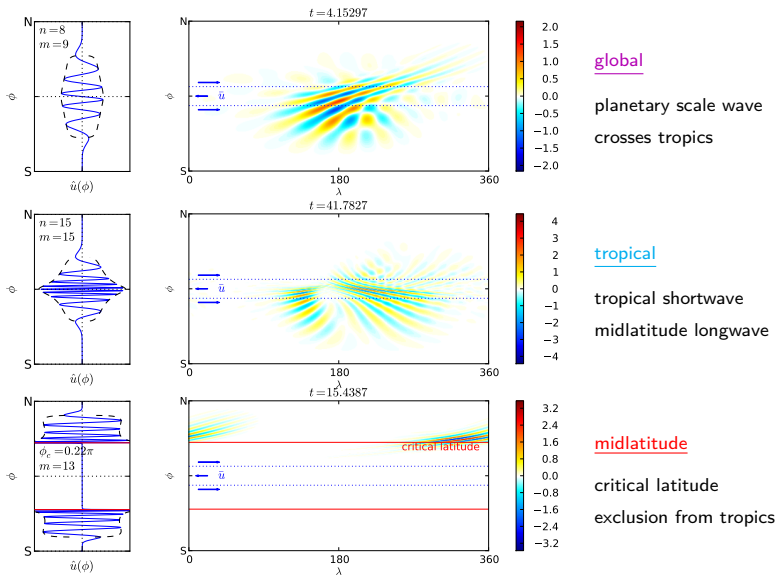 t=4.15297
N
n=8
m=9
ϕ
S
û(ϕ)
N
ϕ
S
ū
0
180
360
λ
2.0
1.5
1.0
0.5
0.0
−0.5
−1.0
−1.5
−2.0
global
planetary scale wave
crosses tropics
t=41.7827
N
n=15
m=15
ϕ
S
û(ϕ)
N
ϕ
S
ū
0
180
360
λ
4
3
2
1
0
−1
−2
−3
−4
tropical
tropical shortwave
midlatitude longwave
t=15.4387
N
ϕc=0.22π
m=13
ϕ
S
û(ϕ)
N
ϕ
S
critical latitude
ū
0
180
360
λ
3.2
2.4
1.6
0.8
0.0
−0.8
−1.6
−2.4
−3.2
midlatitude
critical latitude
exclusion from tropics